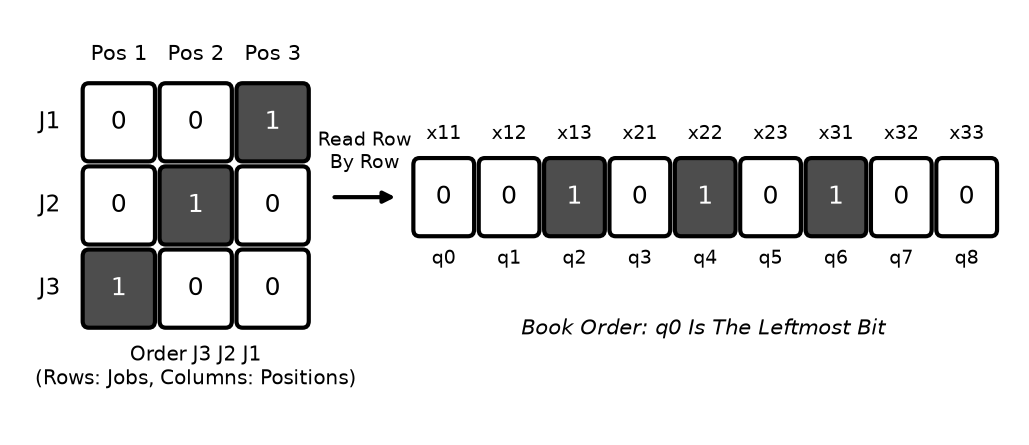 Pos 1 Pos 2 Pos 3
J1 0 0 1
J2 0 1 0
J3 1 0 0
Order J3 J2 J1
(Rows: Jobs, Columns: Positions)
Read Row
By Row
x11 x12 x13 x21 x22 x23 x31 x32 x33
0 0 1 0 1 0 1 0 0
q0 q1 q2 q3 q4 q5 q6 q7 q8
Book Order: q0 Is The Leftmost Bit